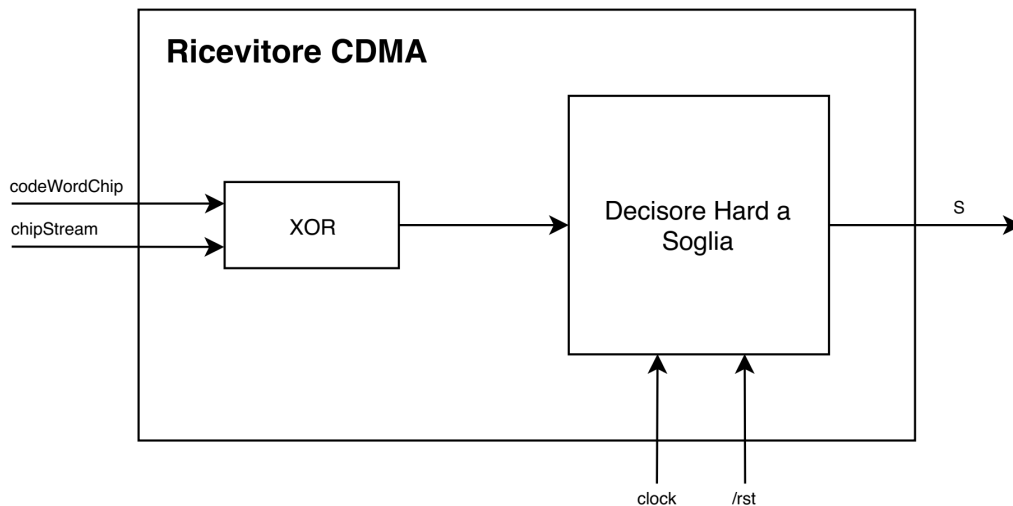 Ricevitore CDMA
codeWordChip
chipStream
XOR
Decisore Hard a
Soglia
S
clock
/rst